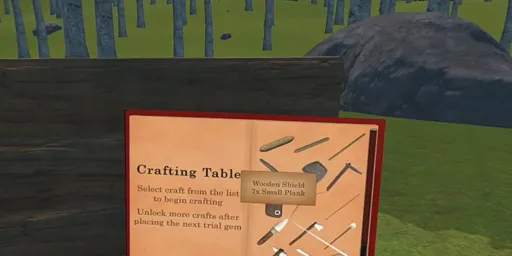 Crafting Table
Select craft from the list
to begin crafting
Unlock more crafts after
placing the next trial gem
Wooden Shield
7x Small Plank